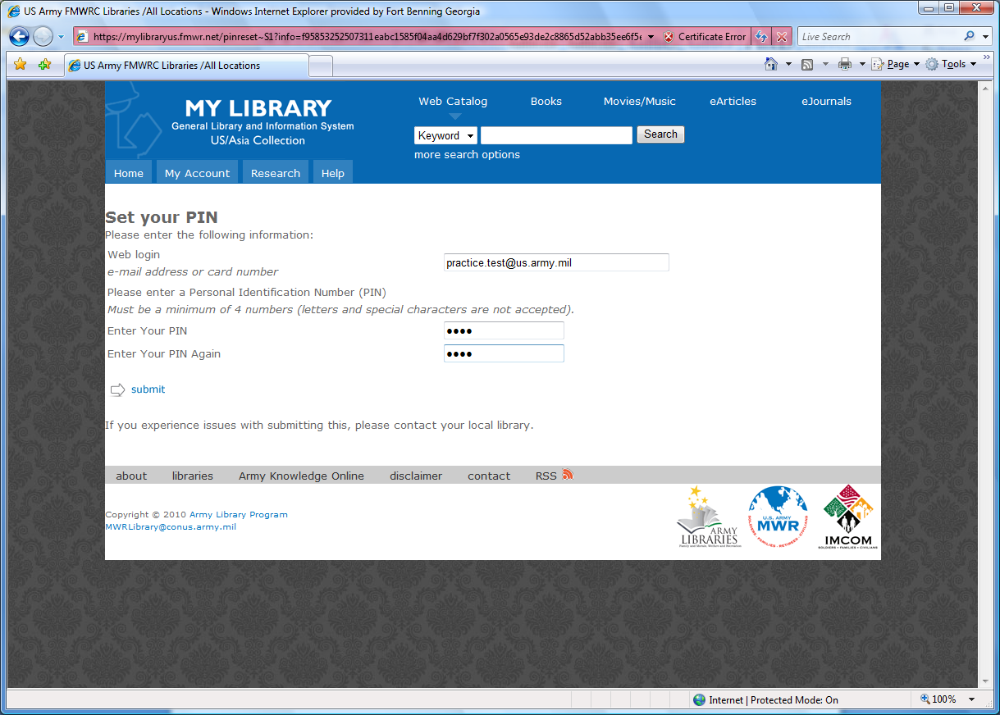 US Army FMWRC Libraries /All Locations - Windows Internet Explorer provided by Fort Benning Georgia
https://mylibraryus.fmwr.net/pinreset~S1?info=f95853252507311eabc1585f04aa4d629bf7f302a0565e93de2c8865d52abb35ee6f5e
Certificate Error
Live Search
US Army FMWRC Libraries /All Locations
Page
Tools
MY LIBRARY
General Library and Information System
US/Asia Collection
Web Catalog
Books
Movies/Music
eArticles
eJournals
Keyword
Search
more search options
Home
My Account
Research
Help
Set your PIN
Please enter the following information:
Web login
e-mail address or card number
practice.test@us.army.mil
Please enter a Personal Identification Number (PIN)
Must be a minimum of 4 numbers (letters and special characters are not accepted).
Enter Your PIN
••••
Enter Your PIN Again
••••
submit
If you experience issues with submitting this, please contact your local library.
about
libraries
Army Knowledge Online
disclaimer
contact
RSS
Copyright © 2010 Army Library Program
MWRLibrary@conus.army.mil
ARMY
LIBRARIES
Family and Morale, Welfare and Recreation
U.S. ARMY
MWR
SOLDIERS • FAMILIES • RETIREES • CIVILIANS
IMCOM
SOLDIERS • FAMILIES • CIVILIANS
Internet | Protected Mode: On
100%